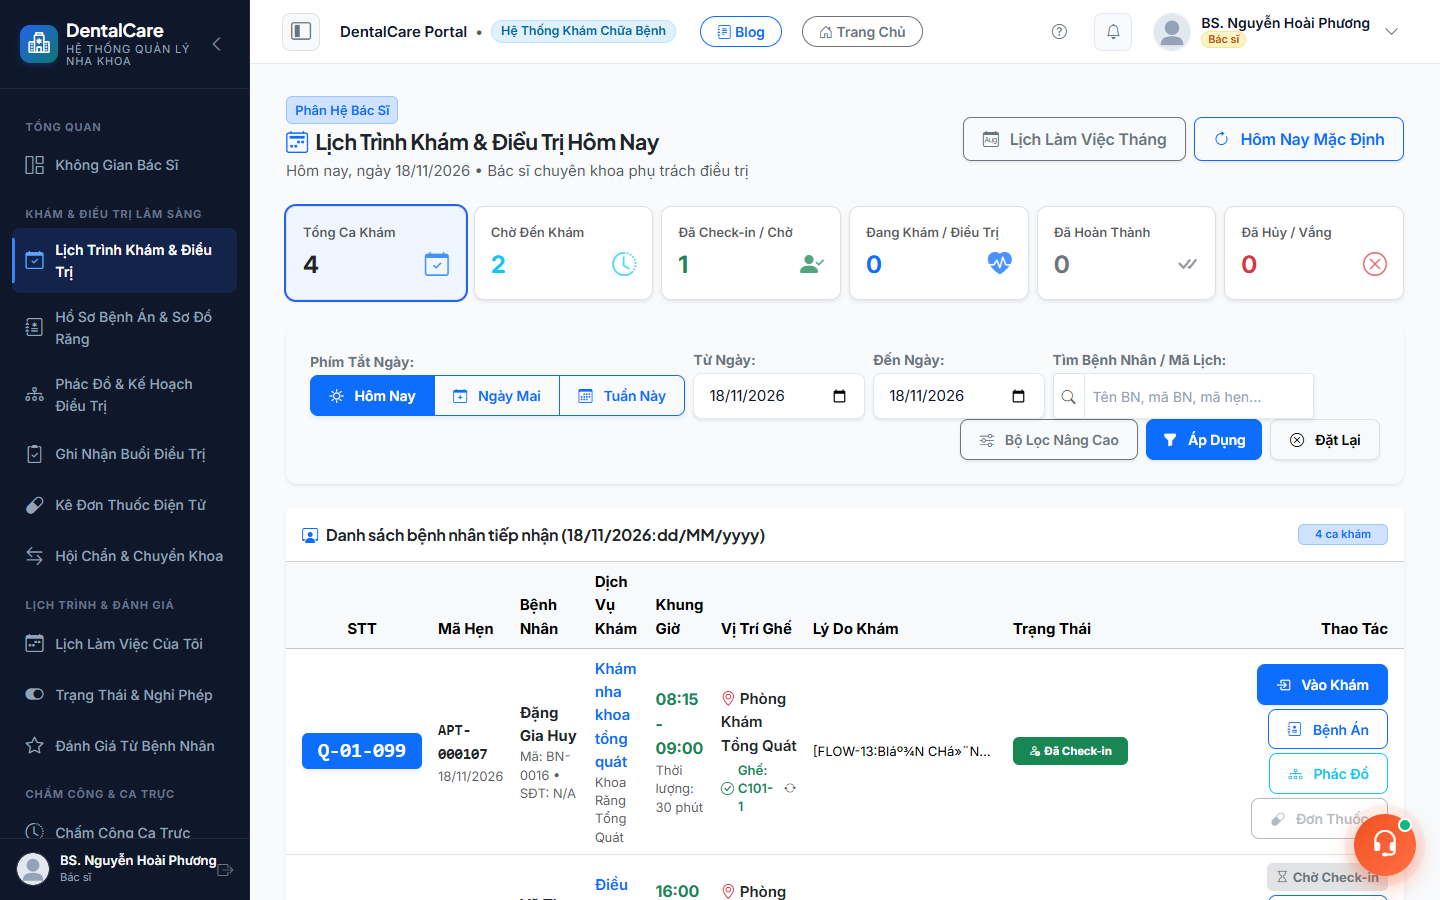 DentalCare
HỆ THỐNG QUẢN LÝ
NHA KHOA
DentalCare Portal • Hệ Thống Khám Chữa Bệnh
Blog
Trang Chủ
BS. Nguyễn Hoài Phương
Bác sĩ
TỔNG QUAN
Không Gian Bác Sĩ
KHÁM & ĐIỀU TRỊ LÂM SÀNG
Lịch Trình Khám & Điều
Trị
Hồ Sơ Bệnh Án & Sơ Đồ
Răng
Phác Đồ & Kế Hoạch
Điều Trị
Ghi Nhận Buổi Điều Trị
Kê Đơn Thuốc Điện Tử
Hội Chẩn & Chuyển Khoa
LỊCH TRÌNH & ĐÁNH GIÁ
Lịch Làm Việc Của Tôi
Trạng Thái & Nghỉ Phép
Đánh Giá Từ Bệnh Nhân
CHẤM CÔNG & CA TRỰC
Chấm Công Ca Trực
BS. Nguyễn Hoài Phương
Bác sĩ
Phân Hệ Bác Sĩ
Lịch Trình Khám & Điều Trị Hôm Nay
Hôm nay, ngày 18/11/2026 • Bác sĩ chuyên khoa phụ trách điều trị
Lịch Làm Việc Tháng
Hôm Nay Mặc Định
Tổng Ca Khám
4
Chờ Đến Khám
2
Đã Check-in / Chờ
1
Đang Khám / Điều Trị
0
Đã Hoàn Thành
0
Đã Hủy / Vắng
0
Phím Tắt Ngày:
Hôm Nay
Ngày Mai
Tuần Này
Từ Ngày:
18/11/2026
Đến Ngày:
18/11/2026
Tìm Bệnh Nhân / Mã Lịch:
Tên BN, mã BN, mã hẹn...
Bộ Lọc Nâng Cao
Áp Dụng
Đặt Lại
Danh sách bệnh nhân tiếp nhận (18/11/2026:dd/MM/yyyy)
4 ca khám
STT
Mã Hẹn
Bệnh
Nhân
Dịch
Vụ
Khám
Khung
Giờ
Vị Trí Ghế
Lý Do Khám
Trạng Thái
Thao Tác
Q-01-099
APT-
000107
18/11/2026
Đặng
Gia Huy
Mã: BN-
0016 •
SĐT: N/A
Khám
nha
khoa
tổng
quát
Khoa
Răng
Tổng
Quát
08:15
-
09:00
Thời
lượng:
30 phút
Phòng
Khám
Tổng Quát
Ghế:
C101-
1
[FLOW-13:Bláº¾N CHá»¨N...
Đã Check-in
Vào Khám
Bệnh Án
Phác Đồ
Đơn Thuốc
Điều
16:00
Phòng
Chờ Check-in